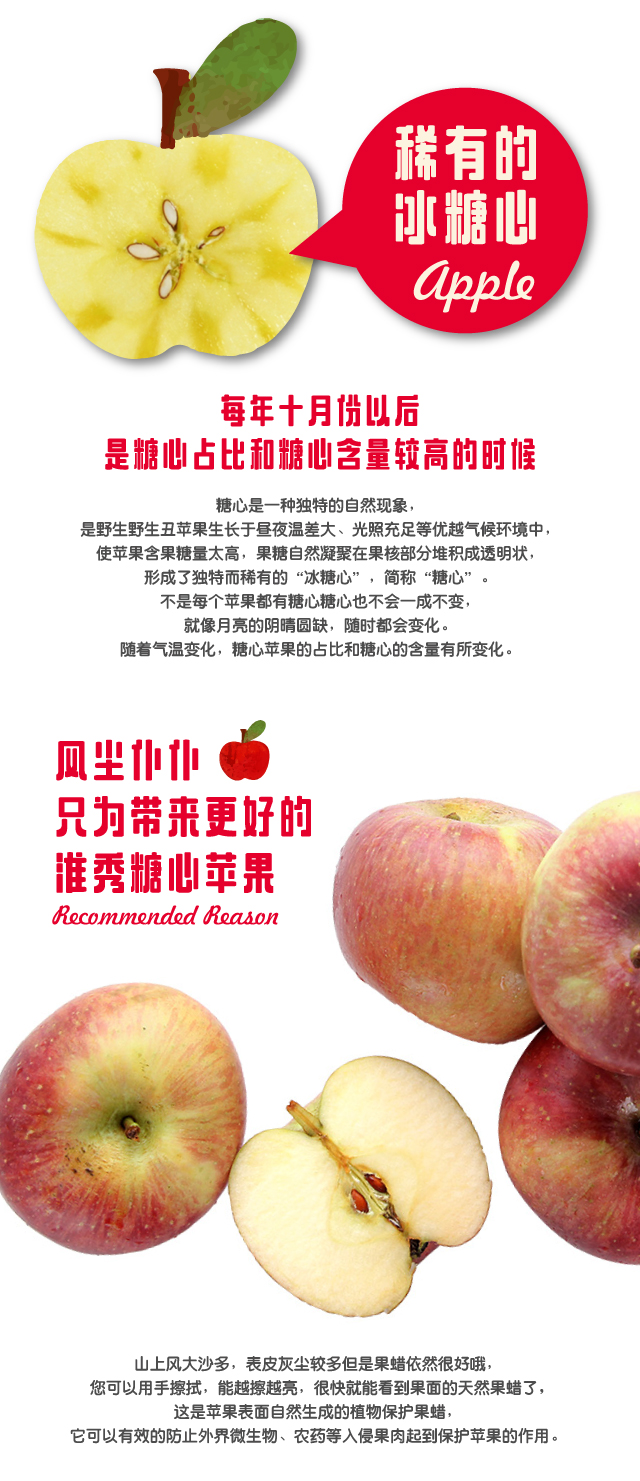 稀有的
冰糖心
Apple
每年十月份以后
是糖心占比和糖心含量较高的时候
糖心是一种独特的自然现象，
是野生野生丑苹果生长于昼夜温差大、光照充足等优越气候环境中，
使苹果含果糖量太高，果糖自然凝聚在果核部分堆积成透明状，
形成了独特而稀有的“冰糖心”，简称“糖心”。
不是每个苹果都有糖心糖心也不会一成不变，
就像月亮的阴晴圆缺，随时都会变化。
随着气温变化，糖心苹果的占比和糖心的含量有所变化。
风尘仆仆
只为带来更好的
淮秀糖心苹果
Recommended Reason
山上风大沙多，表皮灰尘较多但是果蜡依然很好哦，
您可以用手擦拭，能越擦越亮，很快就能看到果面的天然果蜡了，
这是苹果表面自然生成的植物保护果蜡，
它可以有效的防止外界微生物、农药等入侵果肉起到保护苹果的作用。